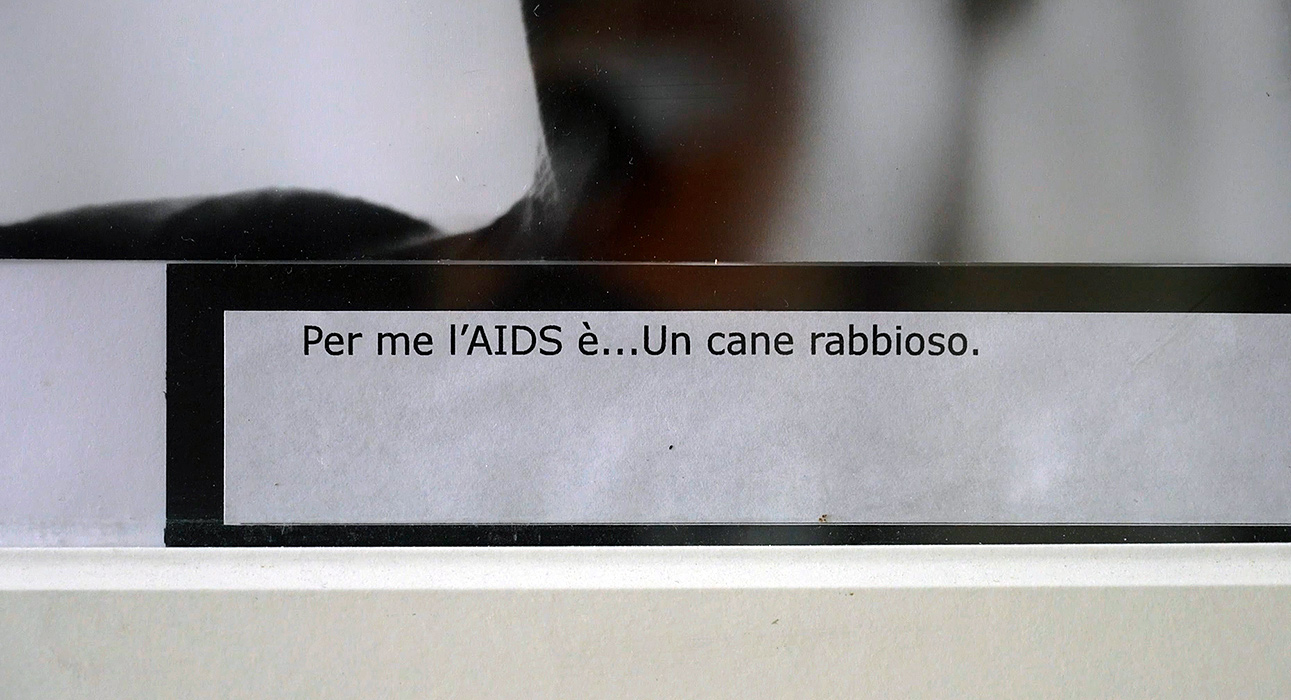 Per me l’AIDS è...Un cane rabbioso.